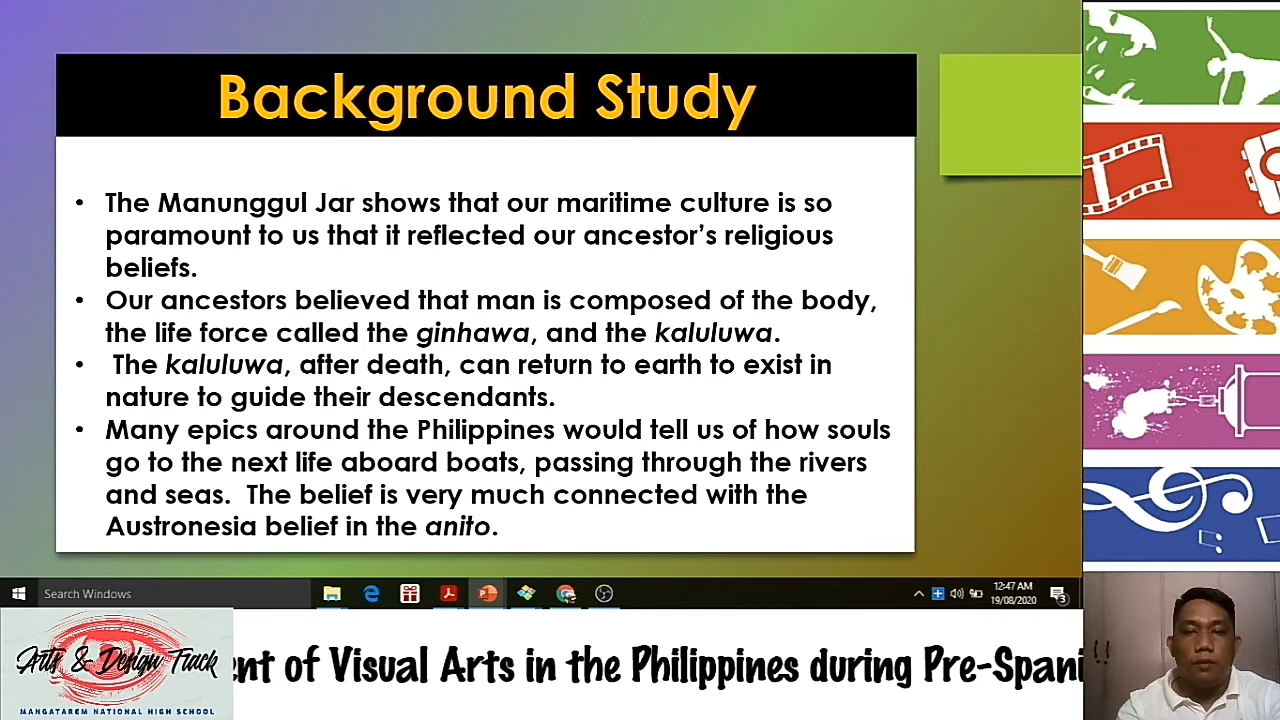 Background Study
• The Manunggul Jar shows that our maritime culture is so
paramount to us that it reflected our ancestor’s religious
beliefs.
• Our ancestors believed that man is composed of the body,
the life force called the ginhawa, and the kaluluwa.
• The kaluluwa, after death, can return to earth to exist in
nature to guide their descendants.
• Many epics around the Philippines would tell us of how souls
go to the next life aboard boats, passing through the rivers
and seas. The belief is very much connected with the
Austronesia belief in the anito.
Search Windows
12:47 AM
19/08/2020
3
Arts & Design Track
MANGATAREM NATIONAL HIGH SCHOOL
ent of Visual Arts in the Philippines during Pre-Spani
!!